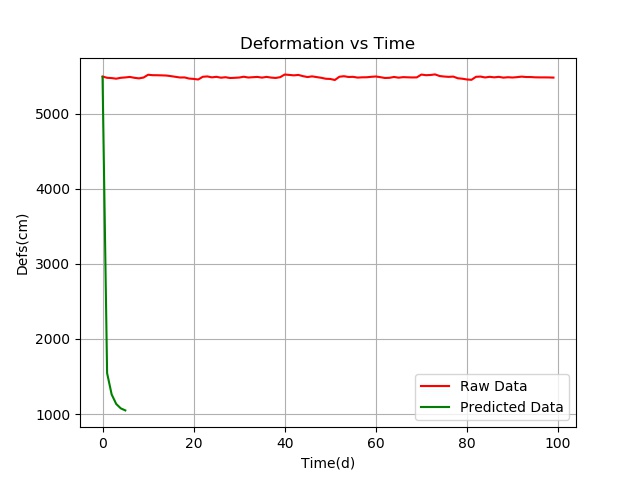 Deformation vs Time
Defs(cm)
5000
4000
3000
2000
1000
0 20 40 60 80 100
Time(d)
Raw Data
Predicted Data